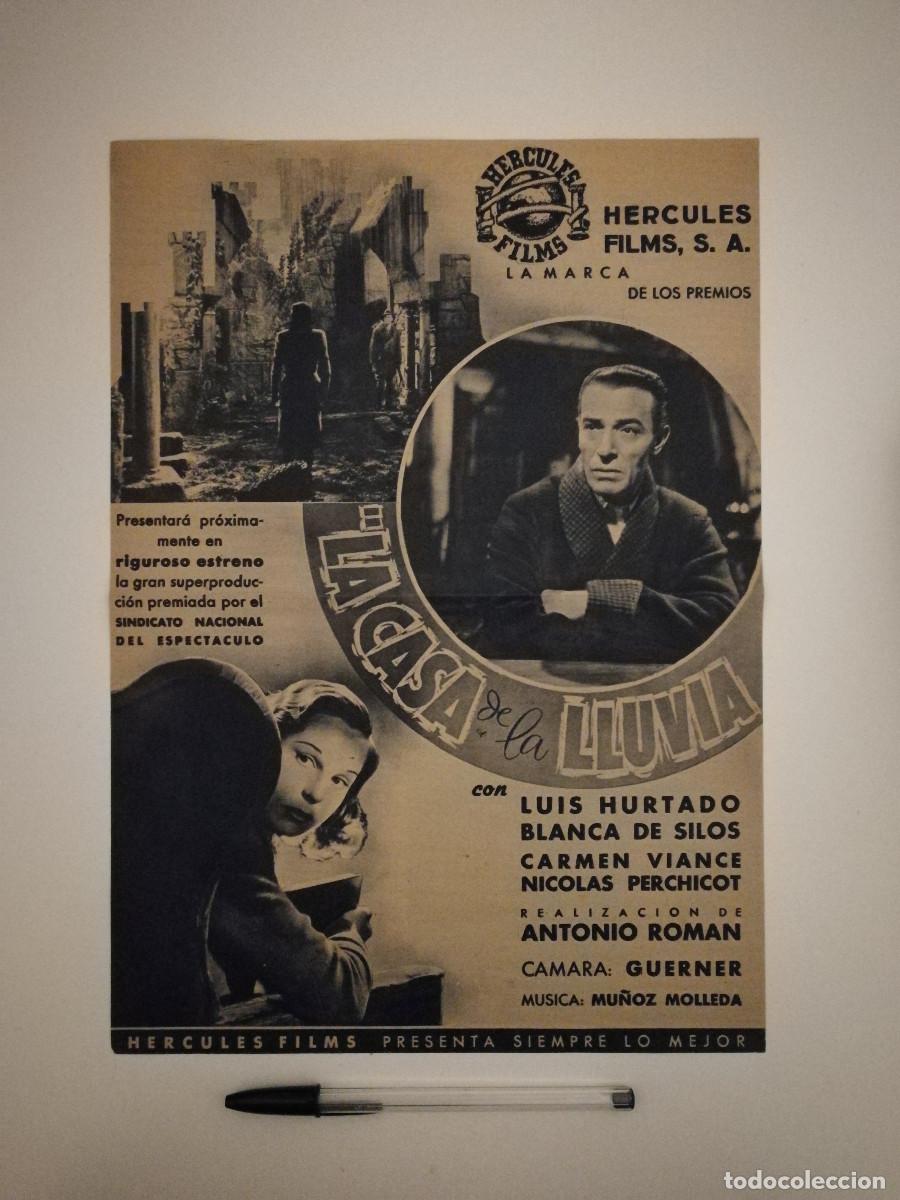 HERCULES
FILMS
HERCULES
FILMS, S. A.
LA MARCA
DE LOS PREMIOS
Presentará próxima-
mente en
riguroso estreno
la gran superproduc-
ción premiada por el
SINDICATO NACIONAL
DEL ESPECTACULO
"LA CASA de la LLUVIA
con
LUIS HURTADO
BLANCA DE SILOS
CARMEN VIANCE
NICOLAS PERCHICOT
REALIZACION DE
ANTONIO ROMAN
CAMARA: GUERNER
MUSICA: MUÑOZ MOLLEDA
HERCULES FILMS PRESENTA SIEMPRE LO MEJOR
todocoleccion